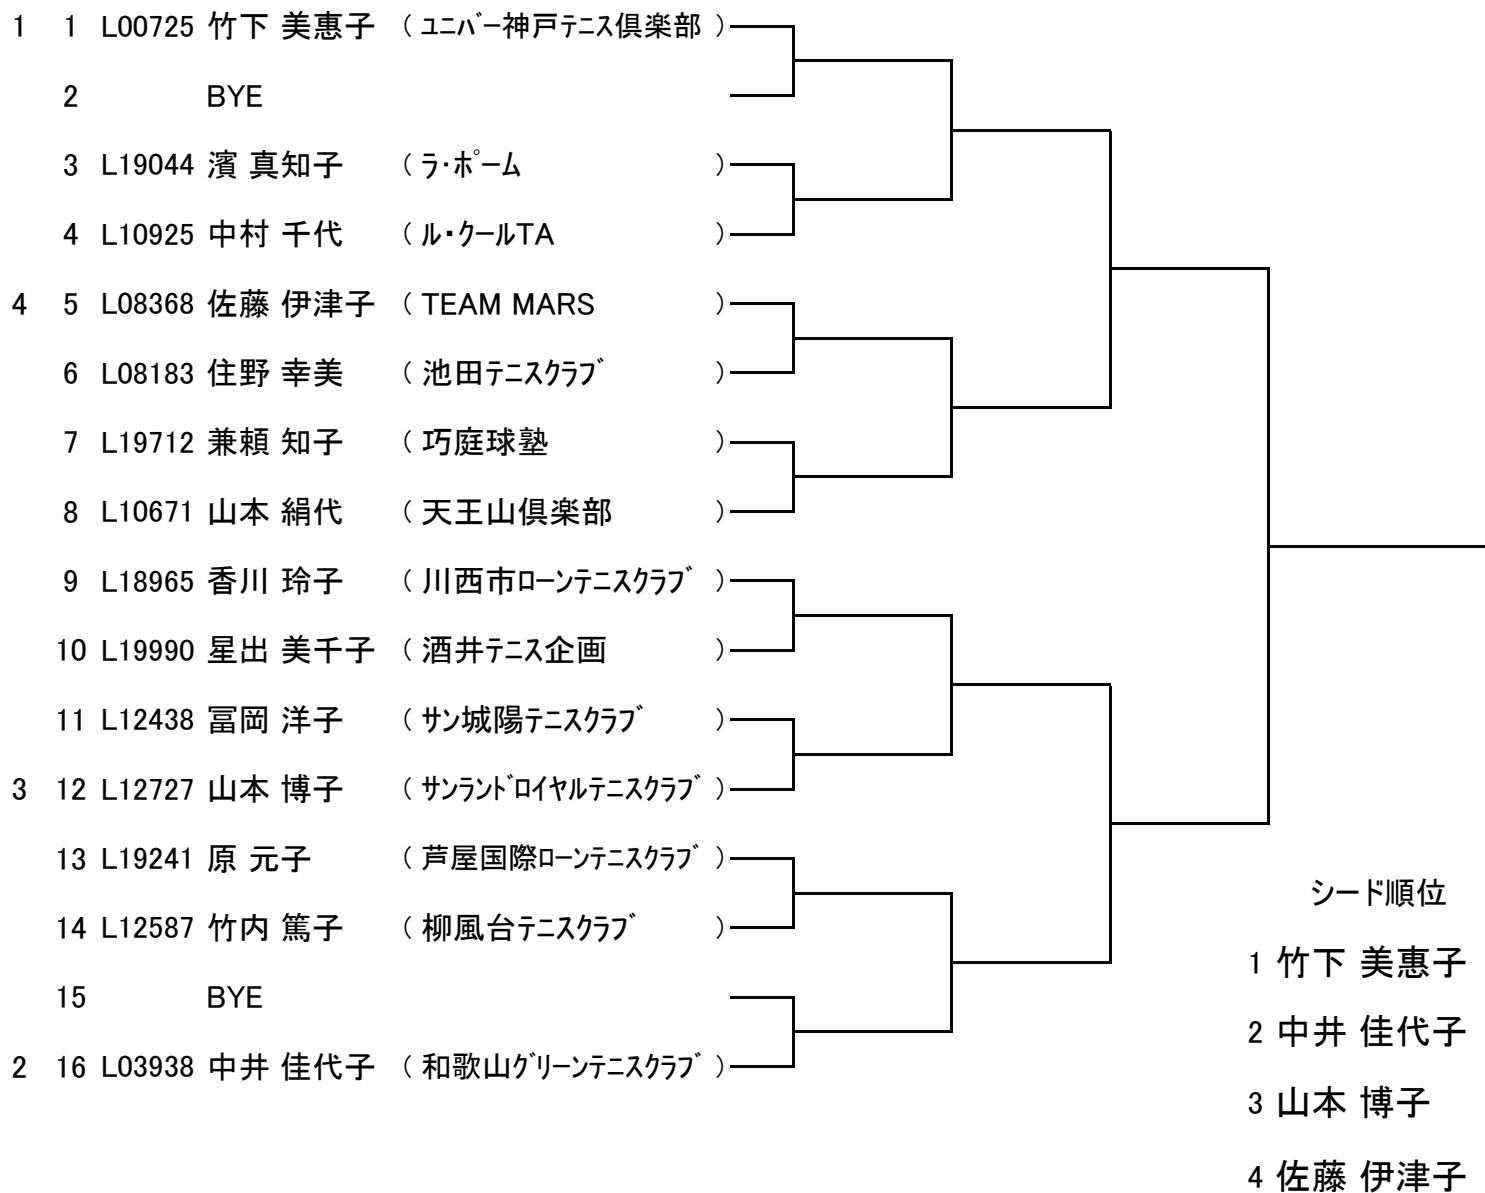 1 1 L00725 竹下 美惠子 ( ﾕﾆﾊﾞｰ神戸ﾃﾆｽ倶楽部 )
2 BYE
3 L19044 濱 真知子 ( ﾗ･ﾎﾟｰﾑ )
4 L10925 中村 千代 ( ﾙ・ｸｰﾙTA )
4 5 L08368 佐藤 伊津子 ( TEAM MARS )
6 L08183 住野 幸美 ( 池田ﾃﾆｽｸﾗﾌﾞ )
7 L19712 兼頼 知子 ( 巧庭球塾 )
8 L10671 山本 絹代 ( 天王山倶楽部 )
9 L18965 香川 玲子 ( 川西市ﾛｰﾝﾃﾆｽｸﾗﾌﾞ )
10 L19990 星出 美千子 ( 酒井ﾃﾆｽ企画 )
11 L12438 冨岡 洋子 ( ｻﾝ城陽ﾃﾆｽｸﾗﾌﾞ )
3 12 L12727 山本 博子 ( ｻﾝﾗﾝﾄﾞﾛｲﾔﾙﾃﾆｽｸﾗﾌﾞ )
13 L19241 原 元子 ( 芦屋国際ﾛｰﾝﾃﾆｽｸﾗﾌﾞ )
14 L12587 竹内 篤子 ( 柳風台ﾃﾆｽｸﾗﾌﾞ )
15 BYE
2 16 L03938 中井 佳代子 ( 和歌山ｸﾞﾘｰﾝﾃﾆｽｸﾗﾌﾞ )
シード順位
1 竹下 美惠子
2 中井 佳代子
3 山本 博子
4 佐藤 伊津子